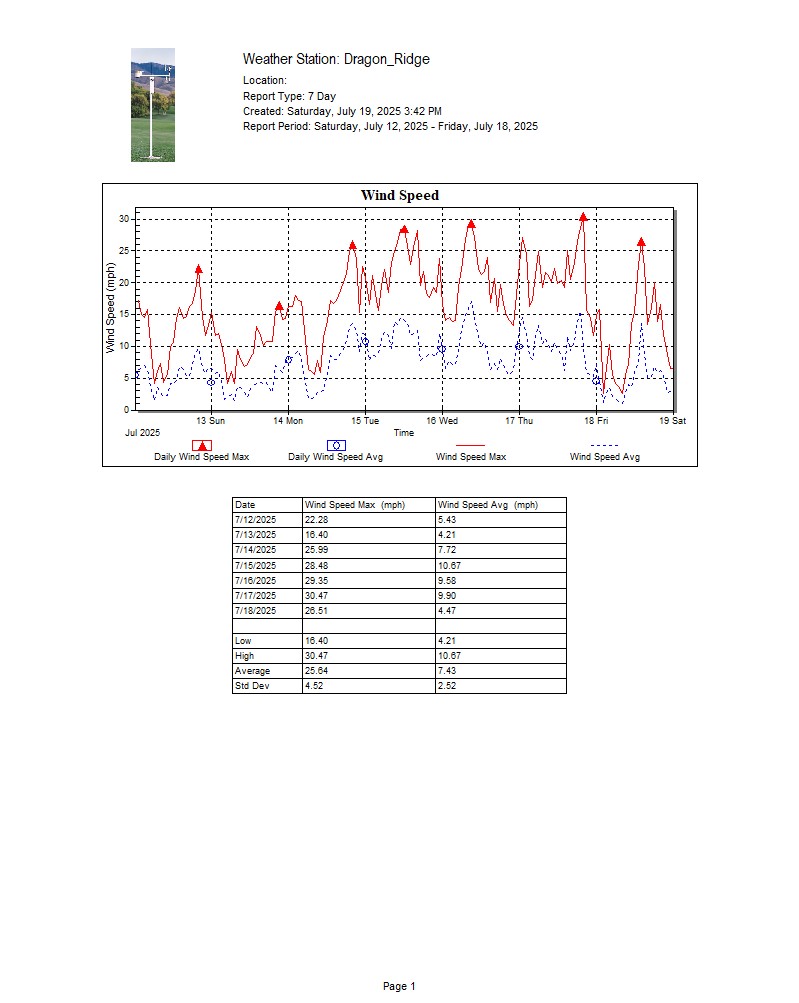 Weather Station: Dragon_Ridge
Location:
Report Type: 7 Day
Created: Saturday, July 19, 2025 3:42 PM
Report Period: Saturday, July 12, 2025 - Friday, July 18, 2025
Wind Speed
Wind Speed (mph)
30
25
20
15
10
5
0
13 Sun 14 Mon 15 Tue 16 Wed 17 Thu 18 Fri 19 Sat
Jul 2025 Time
Daily Wind Speed Max Daily Wind Speed Avg Wind Speed Max Wind Speed Avg
Date Wind Speed Max (mph) Wind Speed Avg (mph)
7/12/2025 22.28 5.43
7/13/2025 16.40 4.21
7/14/2025 25.99 7.72
7/15/2025 28.48 10.67
7/16/2025 29.35 9.58
7/17/2025 30.47 9.90
7/18/2025 26.51 4.47
Low 16.40 4.21
High 30.47 10.67
Average 25.64 7.43
Std Dev 4.52 2.52
Page 1